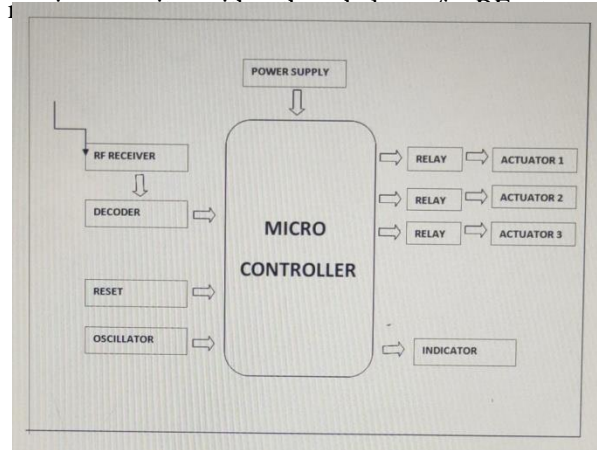 POWER SUPPLY
RF RECEIVER
DECODER
RESET
OSCILLATOR
MICRO
CONTROLLER
RELAY
ACTUATOR 1
RELAY
ACTUATOR 2
RELAY
ACTUATOR 3
INDICATOR